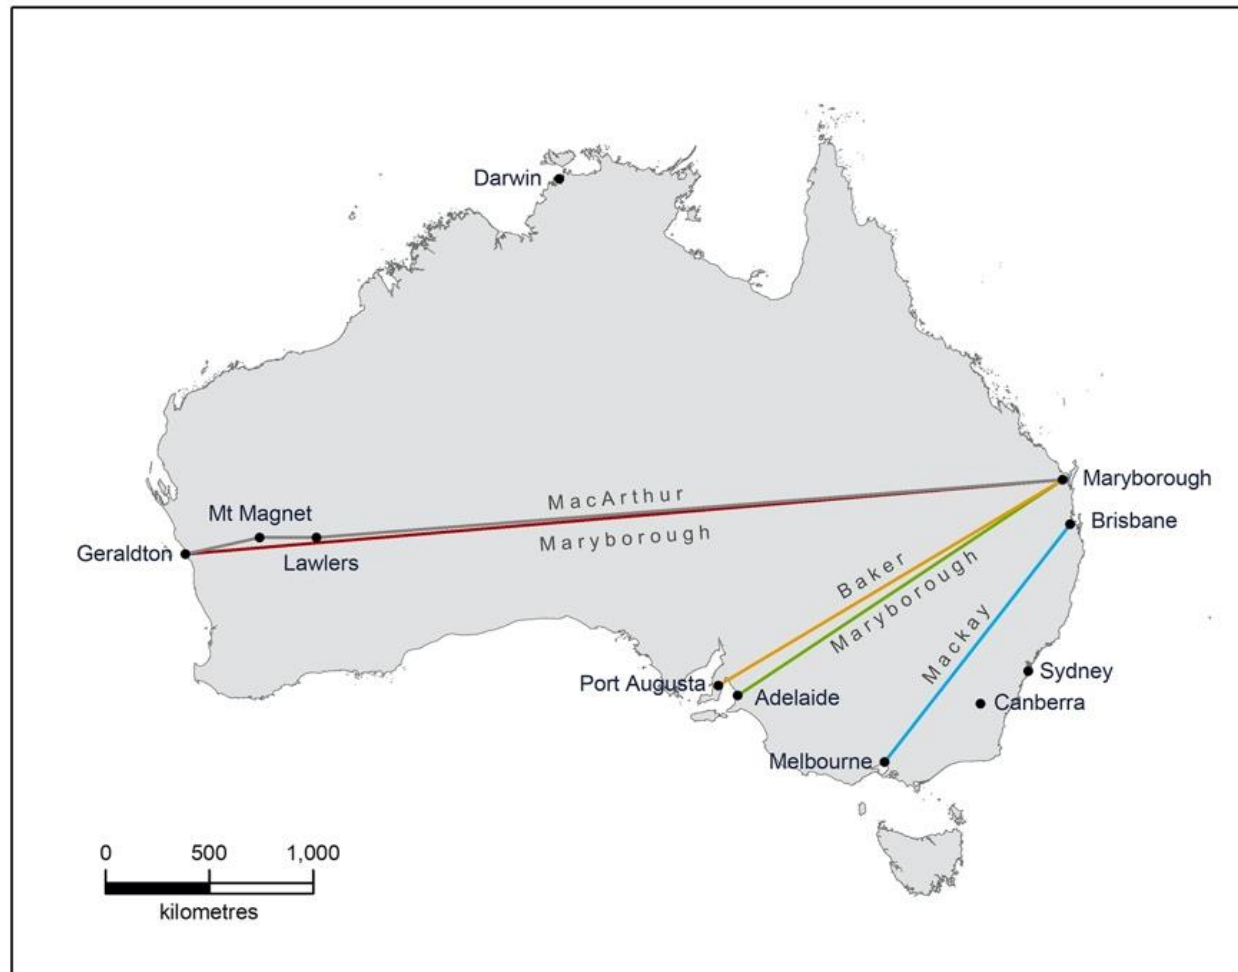 Darwin
Maryborough
MacArthur
Mt Magnet
Brisbane
Maryborough
Geraldton
Lawlers
Baker
Maryborough
Mackay
Sydney
Port Augusta
Adelaide
Canberra
Melbourne
0 500 1,000
kilometres